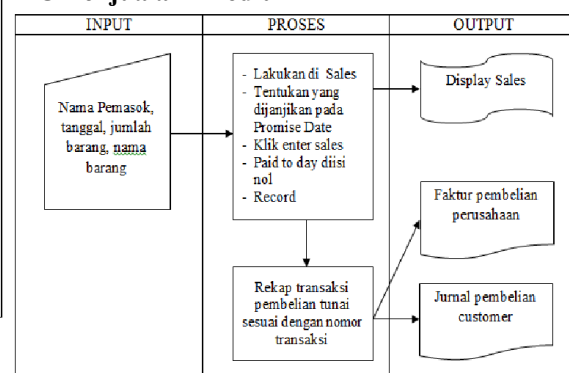 INPUT
PROSES
OUTPUT
Nama Pemasok,
tanggal, jumlah
barang, nama
barang
- Lakukan di Sales
- Tentukan yang
dijanjikan pada
Promise Date
- Klik enter sales
- Paid to day diisi
nol
- Record
Display Sales
Faktur pembelian
perusahaan
Rekap transaksi
pembelian tunai
sesuai dengan nomor
transaksi
Jurnal pembelian
customer